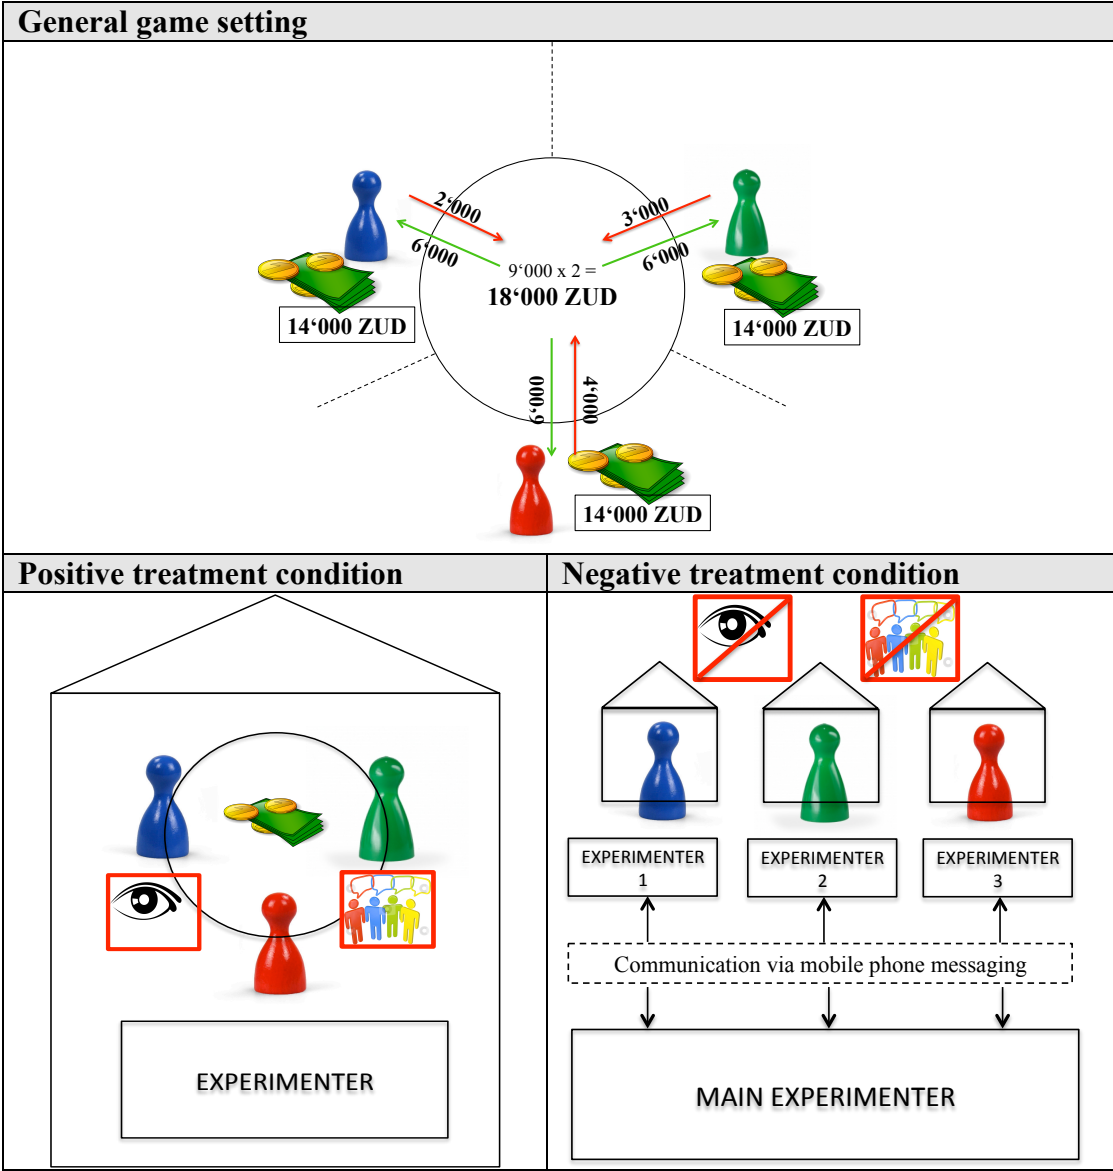 General game setting
2‘000
3‘000
6‘000
6‘000
9‘000 x 2 =
18‘000 ZUD
14‘000 ZUD
14‘000 ZUD
6‘000
4‘000
14‘000 ZUD
Positive treatment condition
Negative treatment condition
EXPERIMENTER
1
EXPERIMENTER
2
EXPERIMENTER
3
Communication via mobile phone messaging
EXPERIMENTER
MAIN EXPERIMENTER